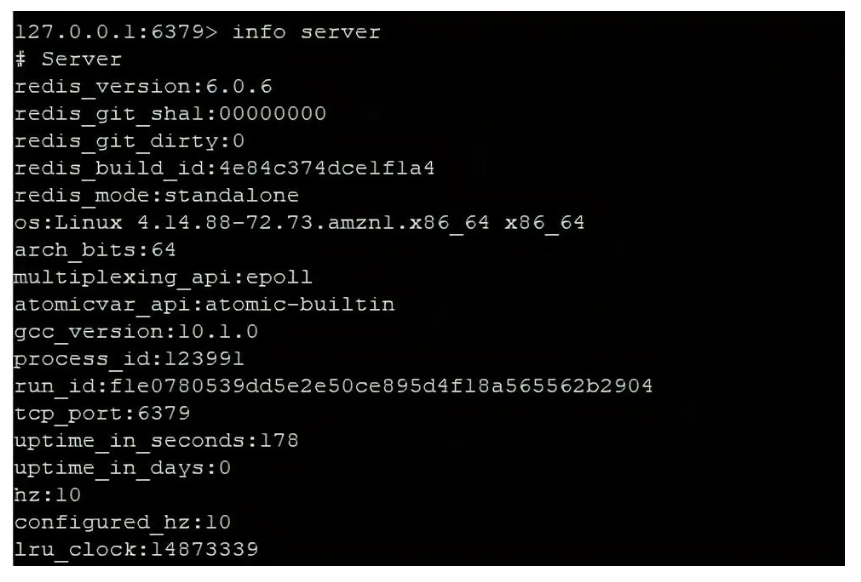 127.0.0.1:6379> info server
# Server
redis_version:6.0.6
redis_git_sha1:00000000
redis_git_dirty:0
redis_build_id:4e84c374dce1f1a4
redis_mode:standalone
os:Linux 4.14.88-72.73.amzn1.x86_64 x86_64
arch_bits:64
multiplexing_api:epoll
atomicvar_api:atomic-builtin
gcc_version:10.1.0
process_id:123991
run_id:f1e0780539dd5e2e50ce895d4f18a565562b2904
tcp_port:6379
uptime_in_seconds:178
uptime_in_days:0
hz:10
configured_hz:10
lru_clock:14873339